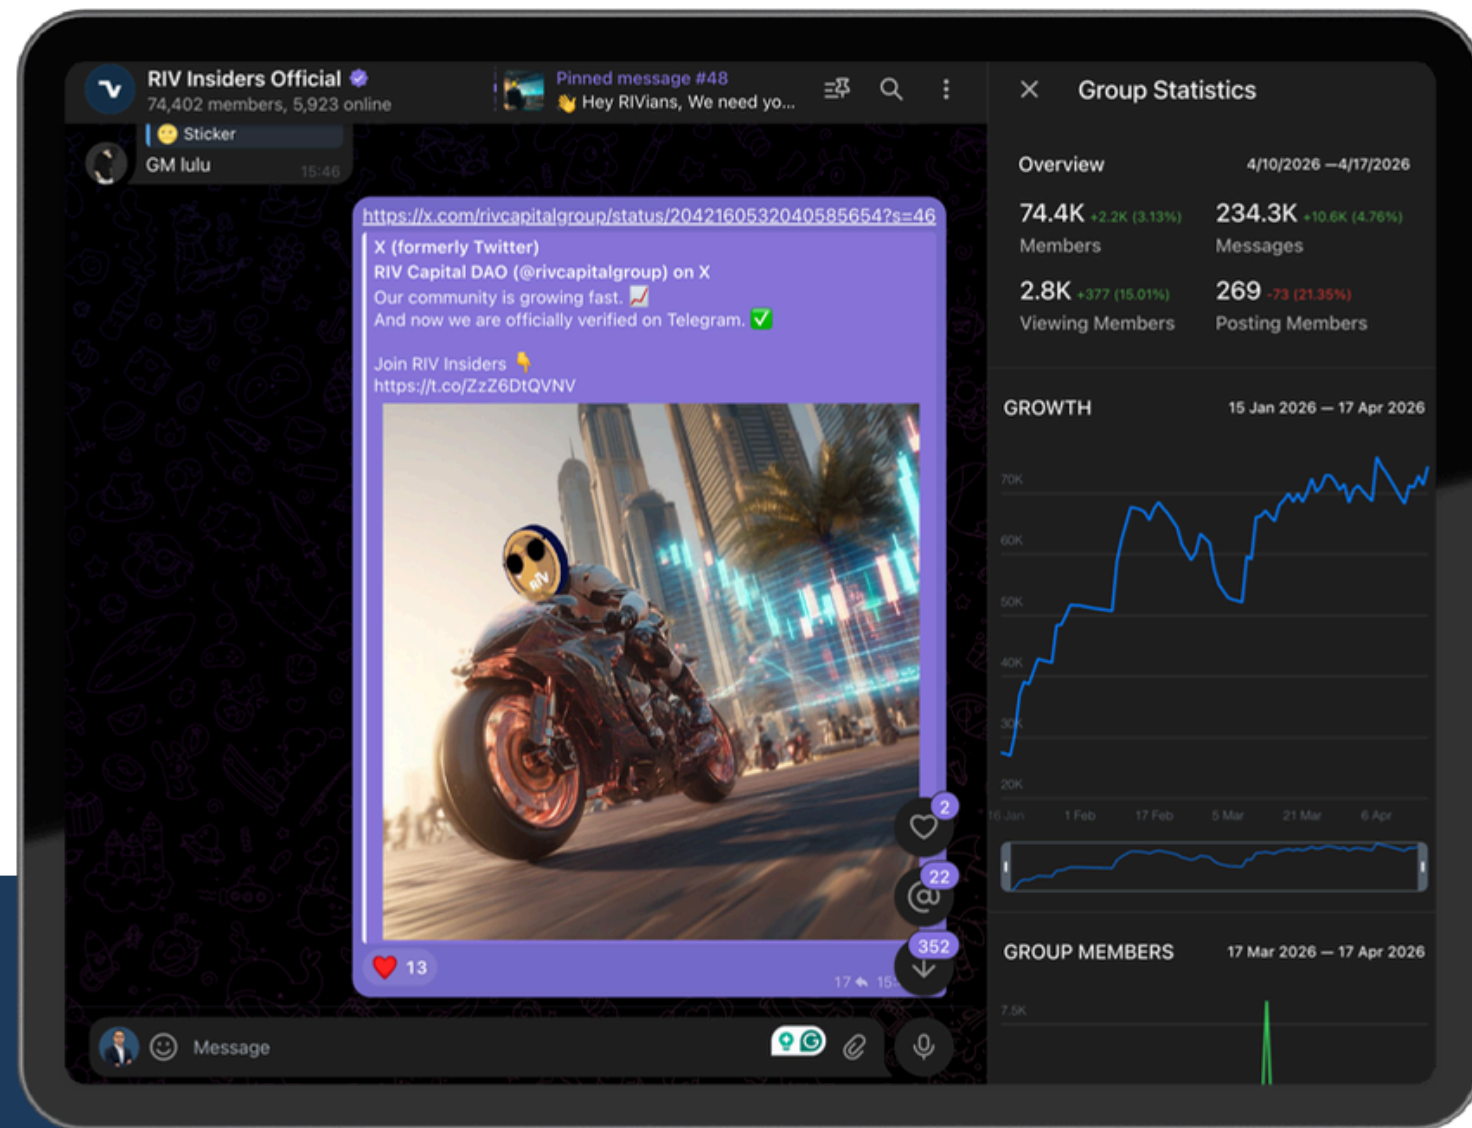 RIV Insiders Official
74,402 members, 5,923 online
Pinned message #48
👋 Hey RIVians, We need yo...
Sticker
GM lulu
15:46
https://x.com/rivcapitalgroup/status/2042160532040585654?s=46
X (formerly Twitter)
RIV Capital DAO (@rivcapitalgroup) on X
Our community is growing fast. 📈
And now we are officially verified on Telegram. ✅
Join RIV Insiders 👇
https://t.co/ZzZ6DtQVNV
RIV
2
22
352
❤️ 13
17
Message
Group Statistics
Overview
4/10/2026 —4/17/2026
74.4K +2.2K (3.13%)
Members
234.3K +10.6K (4.76%)
Messages
2.8K +377 (15.01%)
Viewing Members
269 -73 (21.35%)
Posting Members
GROWTH
15 Jan 2026 — 17 Apr 2026
70K
60K
50K
40K
30K
20K
16 Jan
1 Feb
17 Feb
5 Mar
21 Mar
6 Apr
GROUP MEMBERS
17 Mar 2026 — 17 Apr 2026
7.5K